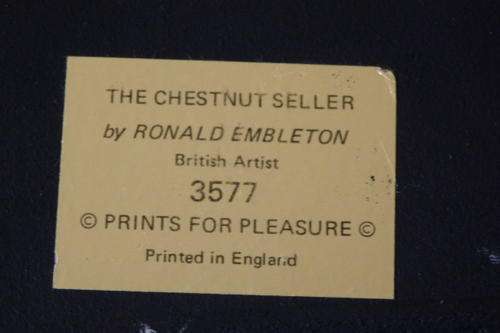 THE CHESTNUT SELLER
by RONALD EMBLETON
British Artist
3577
© PRINTS FOR PLEASURE ©
Printed in England